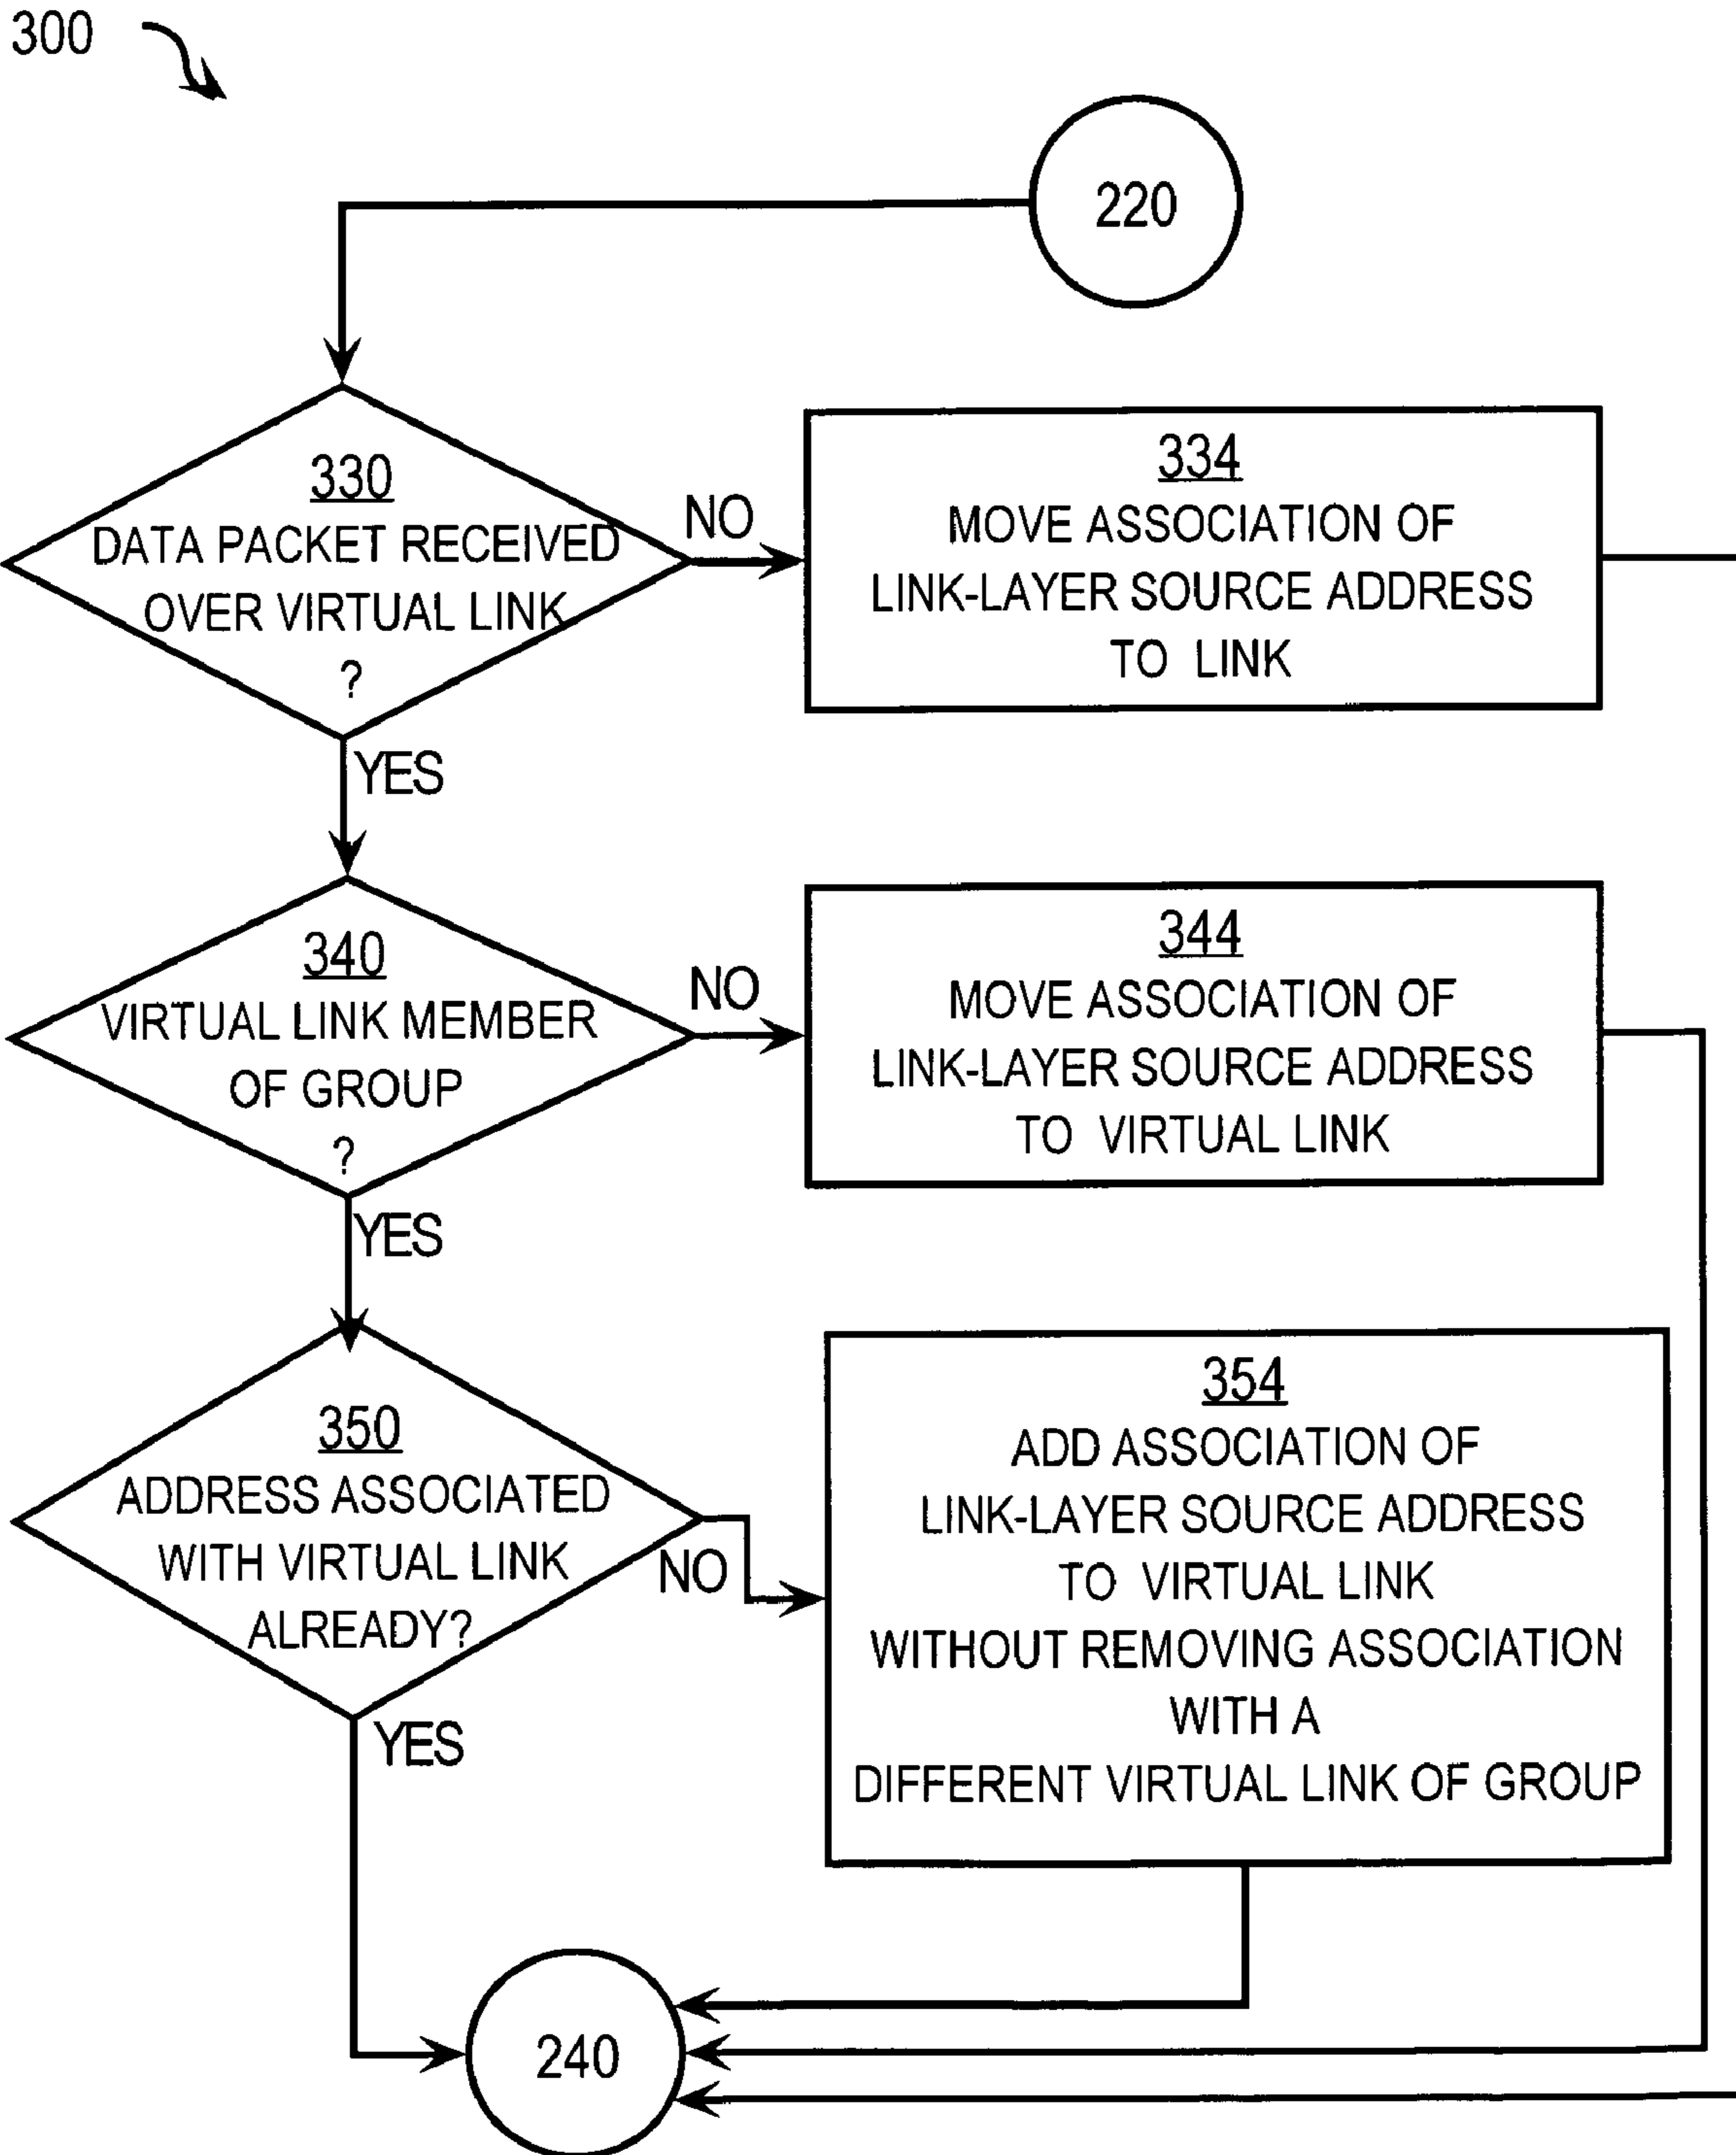 300
220
330
DATA PACKET RECEIVED
OVER VIRTUAL LINK
?
NO
334
MOVE ASSOCIATION OF
LINK-LAYER SOURCE ADDRESS
TO LINK
YES
340
VIRTUAL LINK MEMBER
OF GROUP
?
NO
344
MOVE ASSOCIATION OF
LINK-LAYER SOURCE ADDRESS
TO VIRTUAL LINK
YES
350
ADDRESS ASSOCIATED
WITH VIRTUAL LINK
ALREADY?
NO
354
ADD ASSOCIATION OF
LINK-LAYER SOURCE ADDRESS
TO VIRTUAL LINK
WITHOUT REMOVING ASSOCIATION
WITH A
DIFFERENT VIRTUAL LINK OF GROUP
YES
240